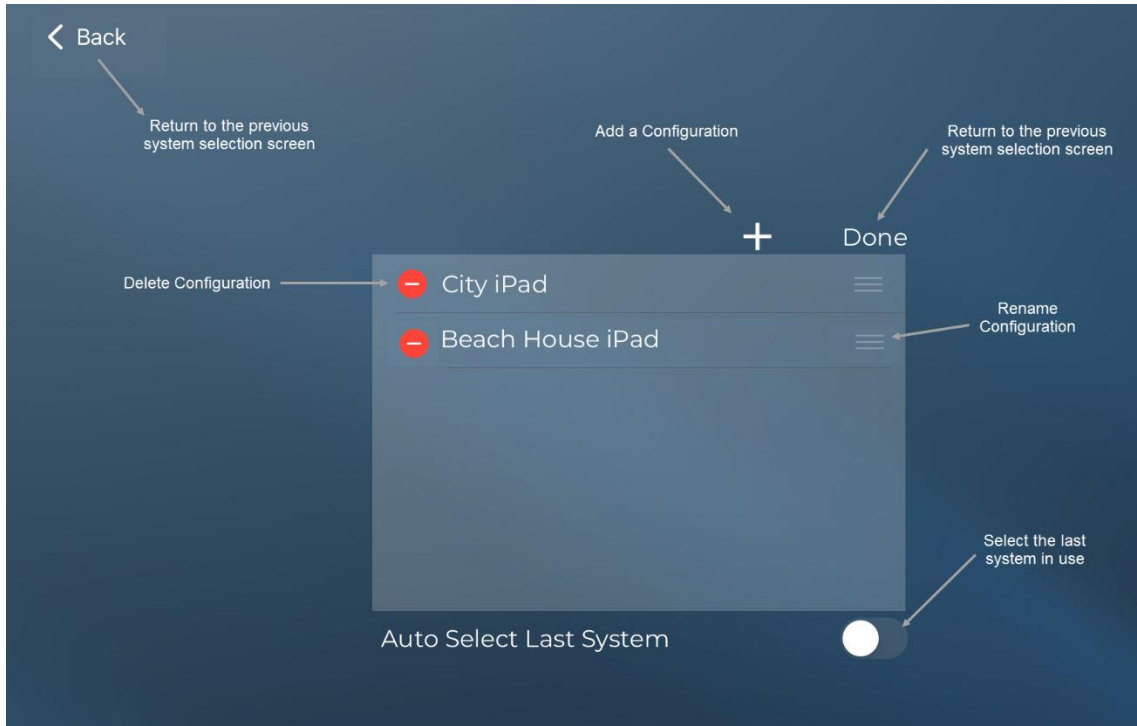 Back
Return to the previous
system selection screen
Add a Configuration
Return to the previous
system selection screen
Done
Delete Configuration
City iPad
Rename
Configuration
Beach House iPad
Select the last
system in use
Auto Select Last System